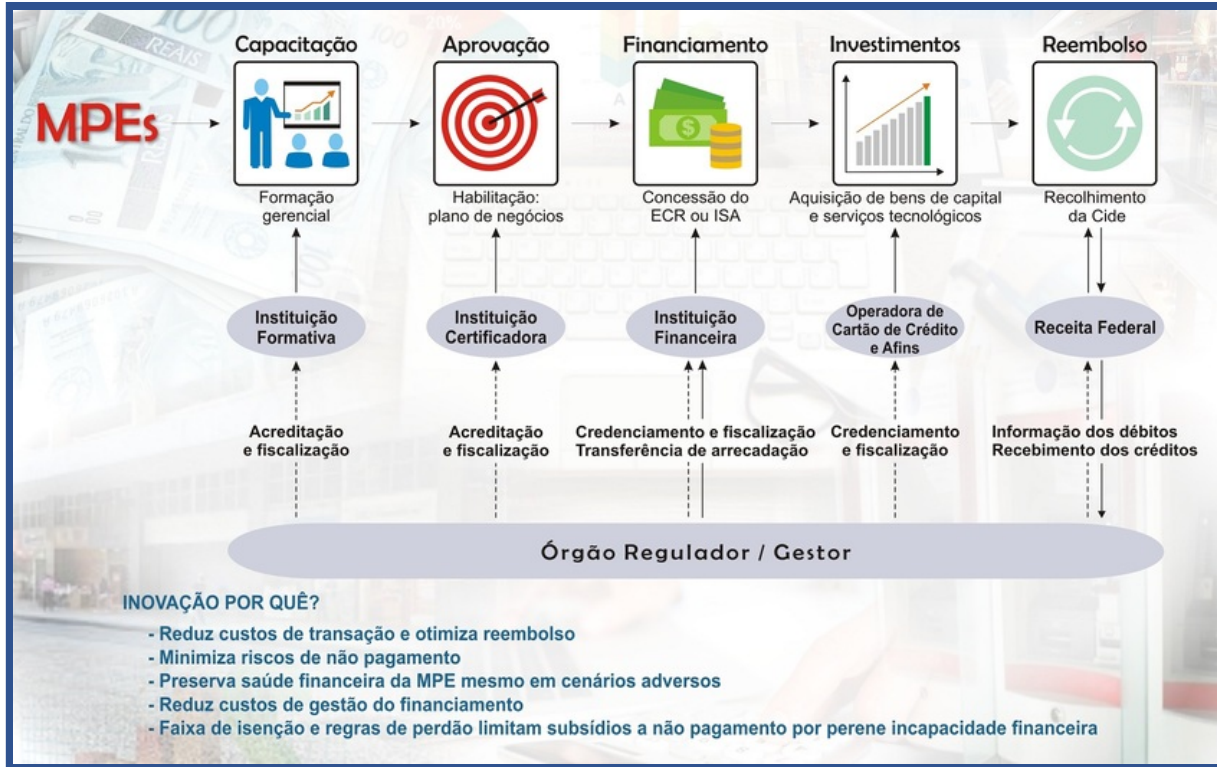 Capacitação
Aprovação
Financiamento
Investimentos
Reembolso
MPEs
Formação
gerencial
Habilitação:
plano de negócios
Concessão do
ECR ou ISA
Aquisição de bens de capital
e serviços tecnológicos
Recolhimento
da Cide
Instituição
Formativa
Instituição
Certificadora
Instituição
Financeira
Operadora de
Cartão de Crédito
e Afins
Receita Federal
Acreditação
e fiscalização
Acreditação
e fiscalização
Credenciamento e fiscalização
Transferência de arrecadação
Credenciamento
e fiscalização
Informação dos débitos
Recebimento dos créditos
Órgão Regulador / Gestor
INOVAÇÃO POR QUÊ?
- Reduz custos de transação e otimiza reembolso
- Minimiza riscos de não pagamento
- Preserva saúde financeira da MPE mesmo em cenários adversos
- Reduz custos de gestão do financiamento
- Faixa de isenção e regras de perdão limitam subsídios a não pagamento por perene incapacidade financeira
100
REAIS
20%
100
$